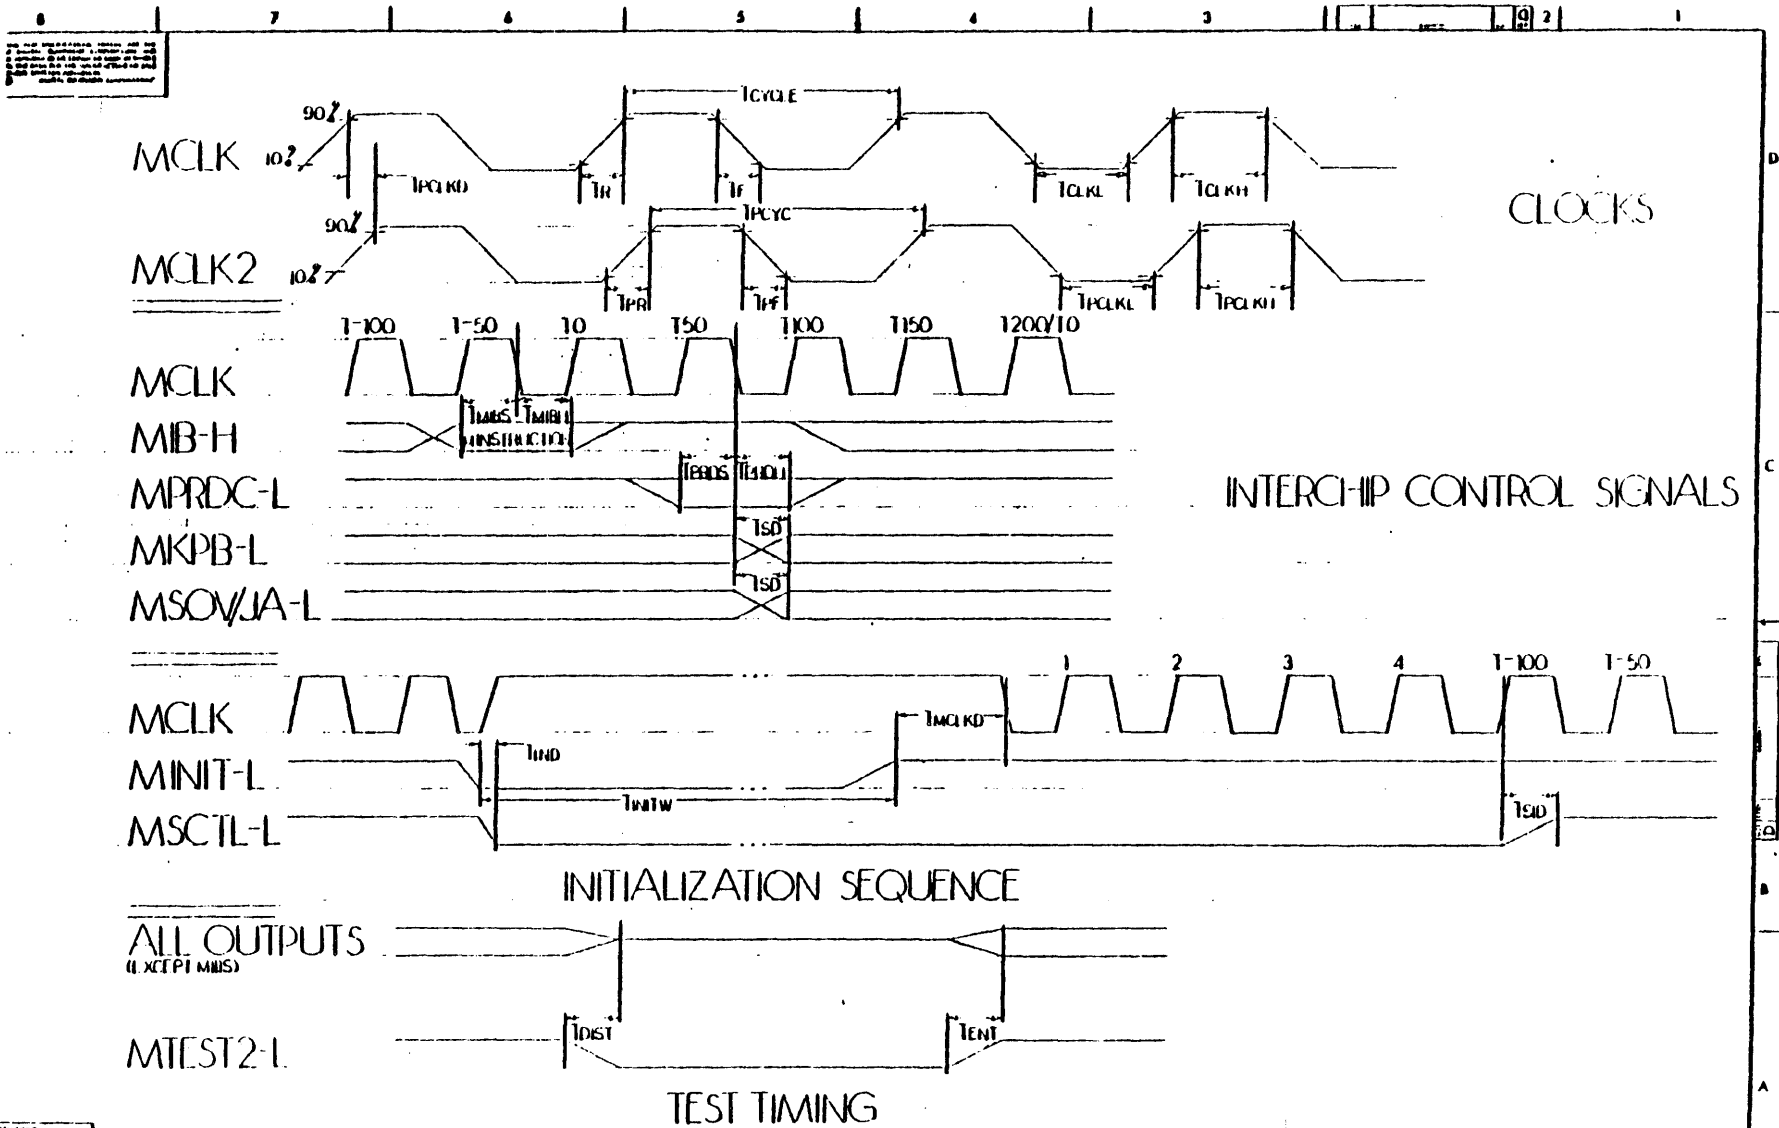 8 7 6 5 4 3 2 1
TCYCLE
90%
MCLK 10%
TPCLKD TR TF TCLKL TCLKH
D
CLOCKS
TPCYC
90%
MCLK2 10%
TPR TPF TPCLKL TPCLKH
T-100 T-50 T0 T50 T100 T150 T200/T0
MCLK
TMIBS TMIBH
MIB-H INSTRUCTION
C
TPRDS
MPRDC-L
INTERCHIP CONTROL SIGNALS
TSD
MKPB-L
TSD
MSOV/JA-L
1 2 3 4 T-100 T-50
MCLK
TMCLKD
TIND
MINIT-L
TINITW
MSCTL-L
TSID
D
INITIALIZATION SEQUENCE
B
ALL OUTPUTS
(EXCEPT MIBS)
TDIST TENT
MTEST2-L
A
TEST TIMING